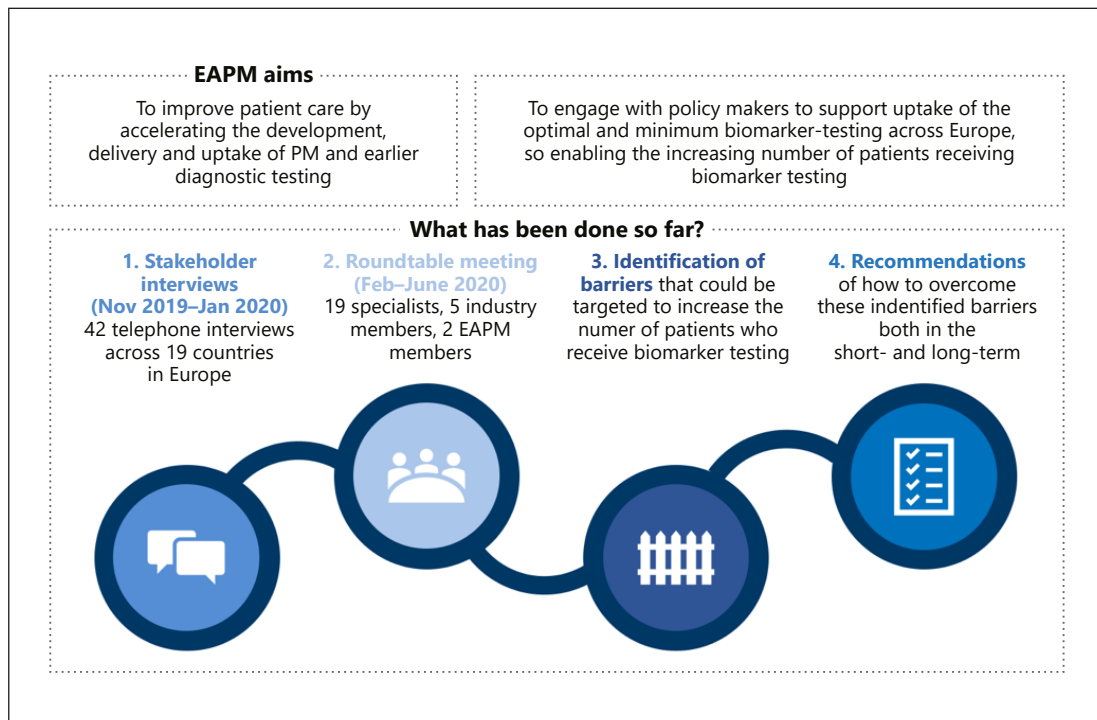 EAPM aims
To improve patient care by
accelerating the development,
delivery and uptake of PM and earlier
diagnostic testing
To engage with policy makers to support uptake of the
optimal and minimum biomarker-testing across Europe,
so enabling the increasing number of patients receiving
biomarker testing
What has been done so far?
1. Stakeholder
interviews
(Nov 2019–Jan 2020)
42 telephone interviews
across 19 countries
in Europe
2. Roundtable meeting
(Feb–June 2020)
19 specialists, 5 industry
members, 2 EAPM
members
3. Identification of
barriers that could be
targeted to increase the
numer of patients who
receive biomarker testing
4. Recommendations
of how to overcome
these indentified barriers
both in the
short- and long-term